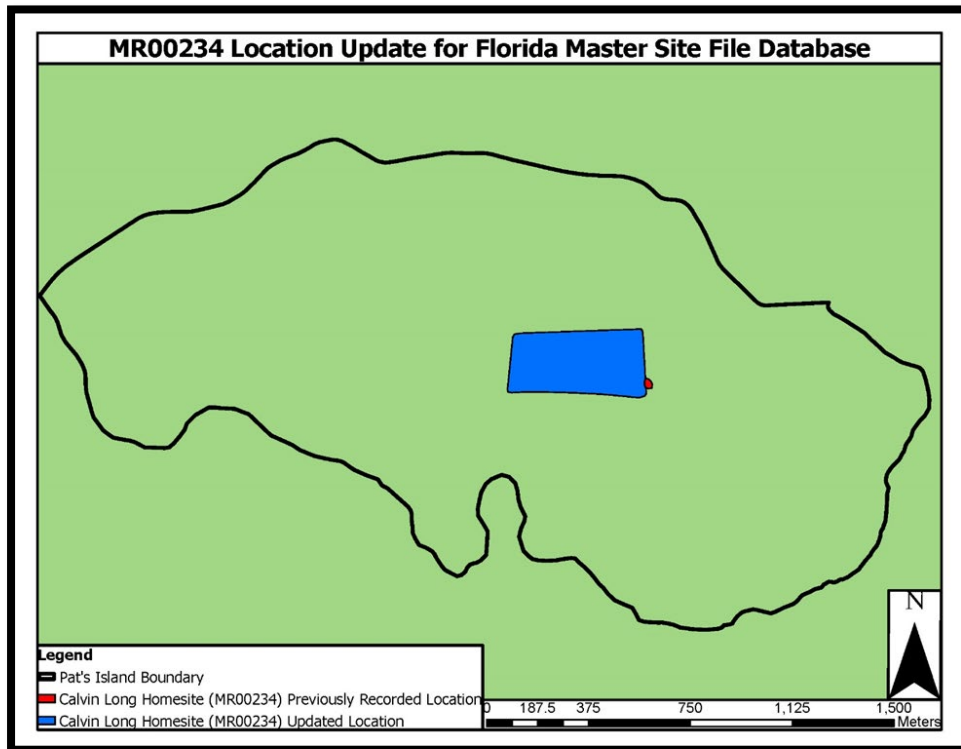 MR00234 Location Update for Florida Master Site File Database
N
Legend
Pat's Island Boundary
Calvin Long Homesite (MR00234) Previously Recorded Location
Calvin Long Homesite (MR00234) Updated Location
0 187.5 375 750 1,125 1,500
Meters